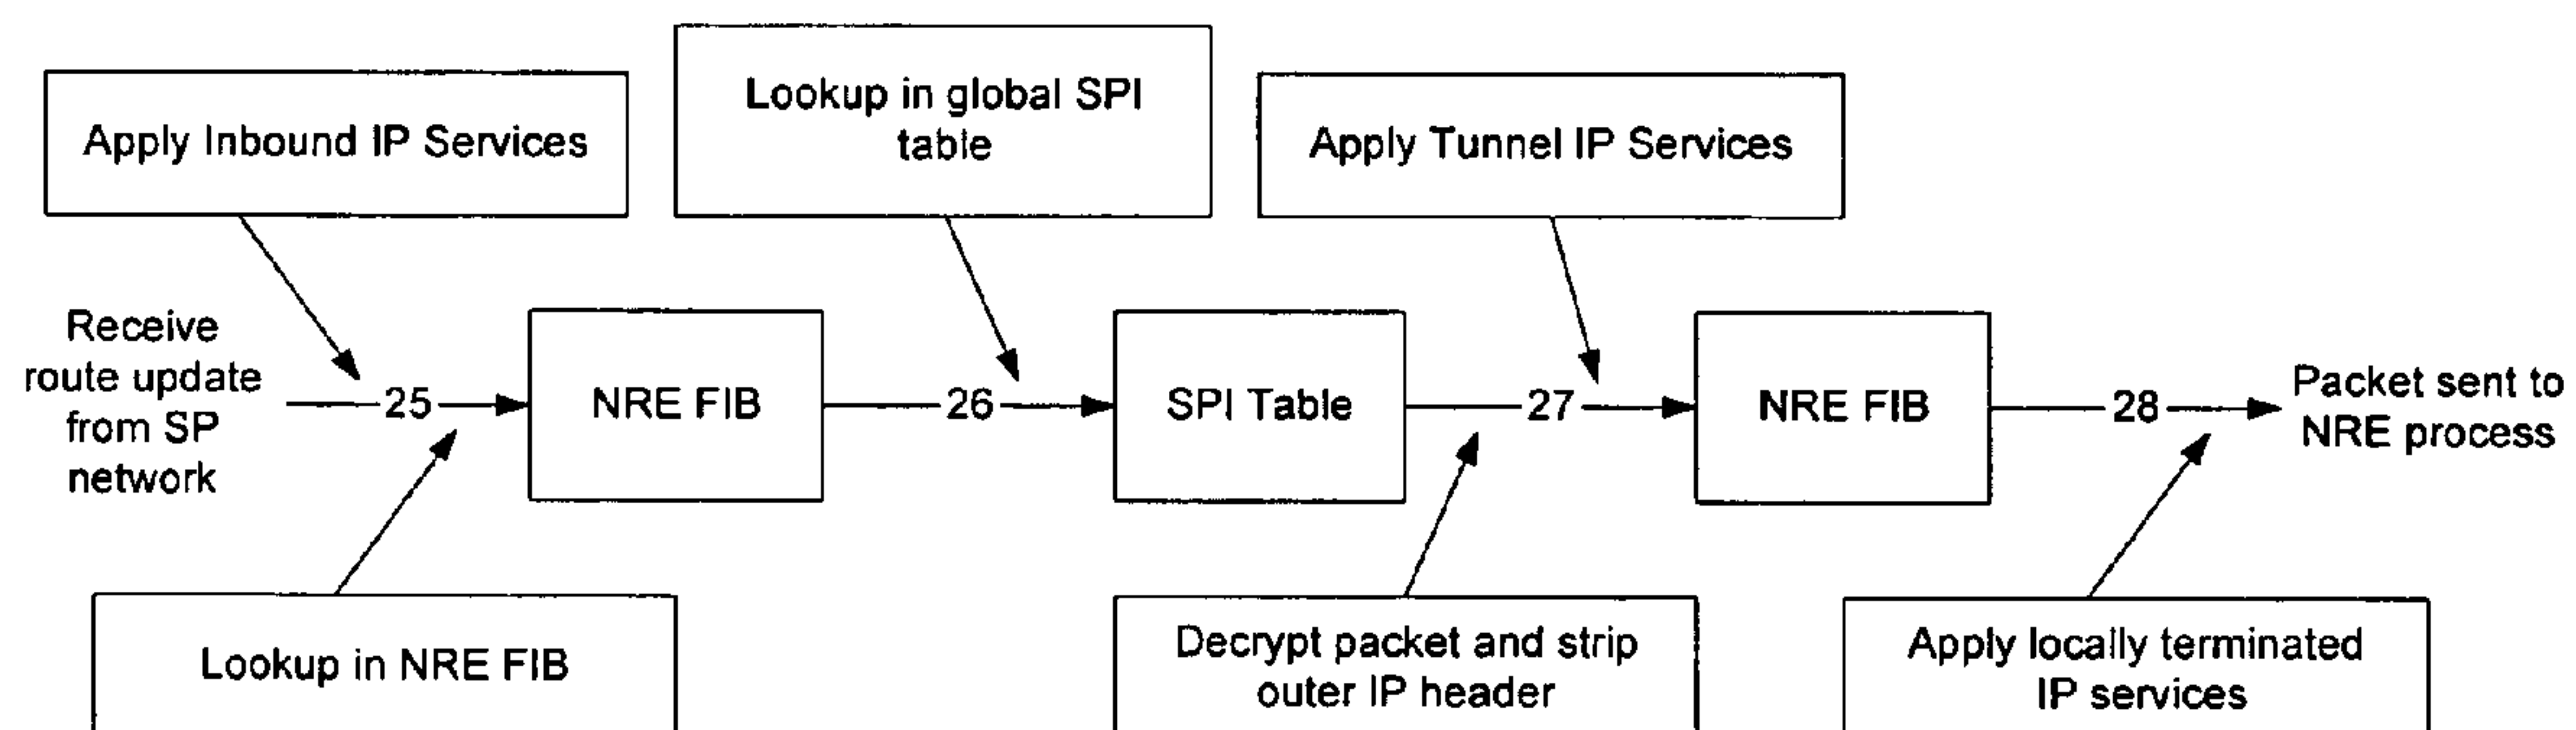 Apply Inbound IP Services
Lookup in global SPI
table
Apply Tunnel IP Services
Receive
route update
from SP
network
25
NRE FIB
26
SPI Table
27
NRE FIB
28
Packet sent to
NRE process
Lookup in NRE FIB
Decrypt packet and strip
outer IP header
Apply locally terminated
IP services